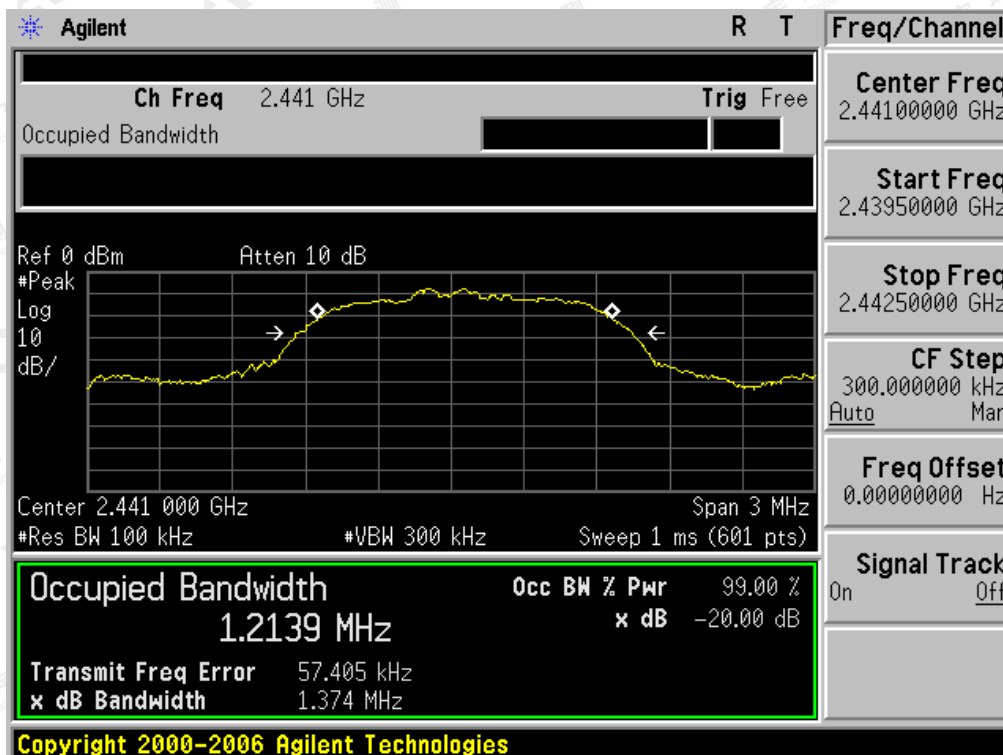 Agilent R T
Freq/Channel
Ch Freq 2.441 GHz Trig Free
Occupied Bandwidth
Center Freq
2.44100000 GHz
Start Freq
2.43950000 GHz
Stop Freq
2.44250000 GHz
CF Step
300.000000 kHz
Auto Man
Freq Offset
0.00000000 Hz
Signal Track
On Off
Ref 0 dBm Atten 10 dB
#Peak
Log
10
dB/
Center 2.441 000 GHz Span 3 MHz
#Res BW 100 kHz #VBW 300 kHz Sweep 1 ms (601 pts)
Occupied Bandwidth Occ BW % Pwr 99.00 %
1.2139 MHz x dB -20.00 dB
Transmit Freq Error 57.405 kHz
x dB Bandwidth 1.374 MHz
Copyright 2000-2006 Agilent Technologies